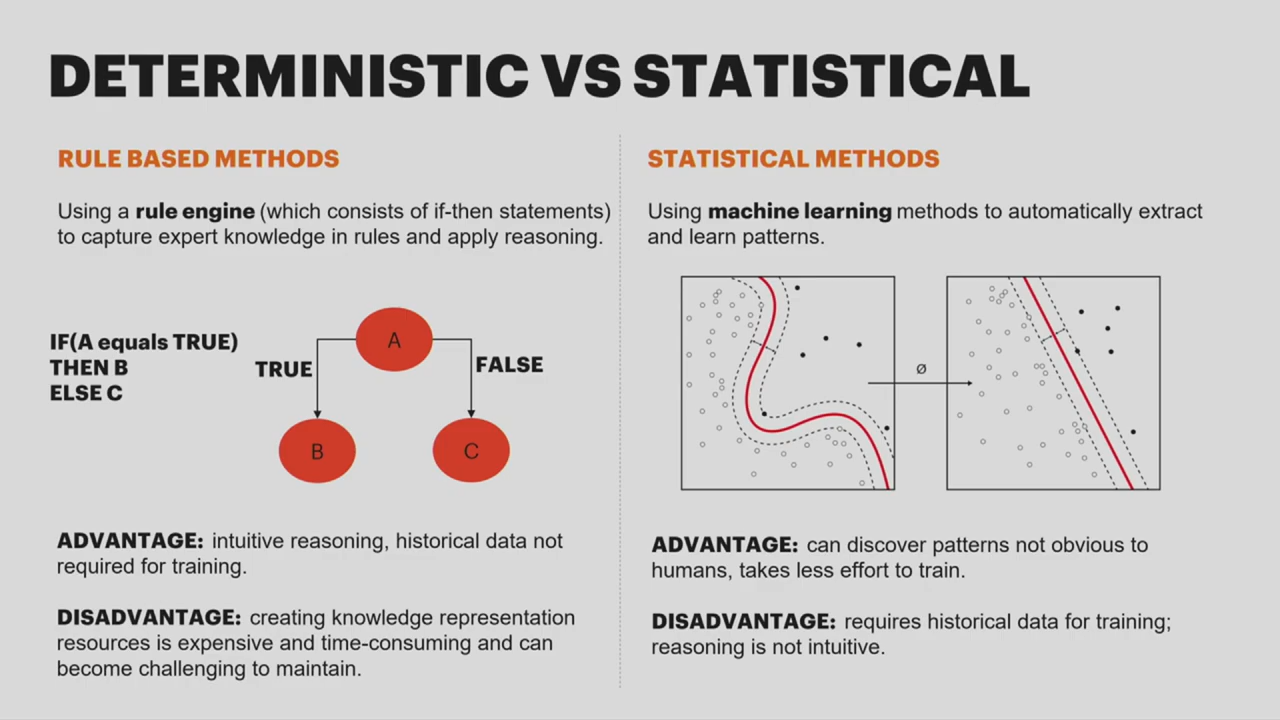 DETERMINISTIC VS STATISTICAL
RULE BASED METHODS
Using a rule engine (which consists of if-then statements)
to capture expert knowledge in rules and apply reasoning.
IF(A equals TRUE)
THEN B
ELSE C
A
TRUE
FALSE
B
C
ADVANTAGE: intuitive reasoning, historical data not
required for training.
DISADVANTAGE: creating knowledge representation
resources is expensive and time-consuming and can
become challenging to maintain.
STATISTICAL METHODS
Using machine learning methods to automatically extract
and learn patterns.
Ø
ADVANTAGE: can discover patterns not obvious to
humans, takes less effort to train.
DISADVANTAGE: requires historical data for training;
reasoning is not intuitive.